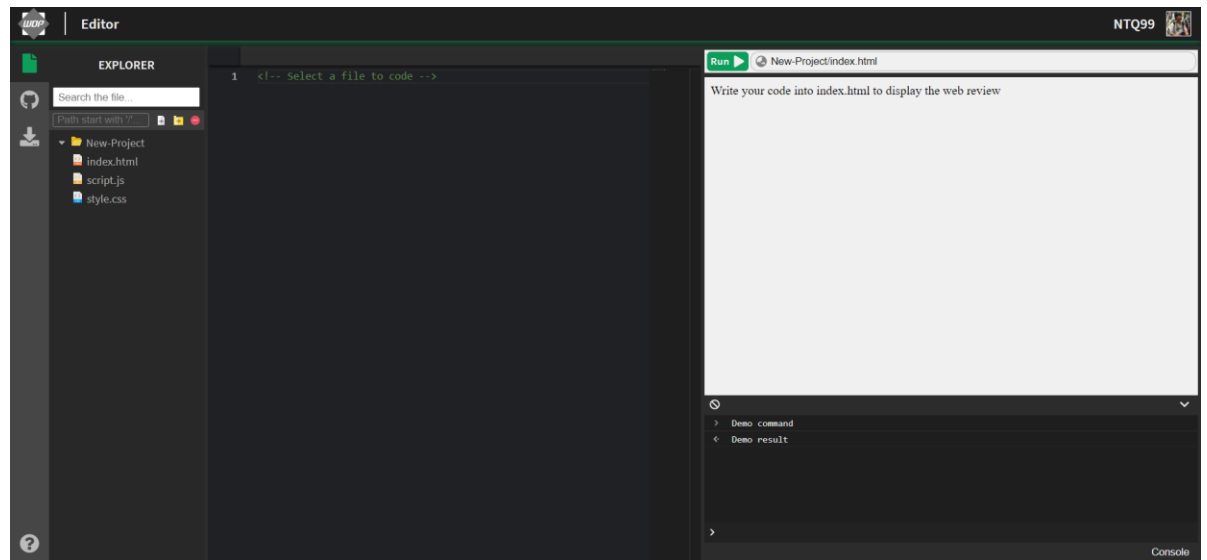 WDP
Editor
NTQ99
EXPLORER
Search the file...
Path start with '/'...
New-Project
index.html
script.js
style.css
1 <!-- Select a file to code -->
Run
New-Project/index.html
Write your code into index.html to display the web review
> Demo command
< Demo result
>
Console